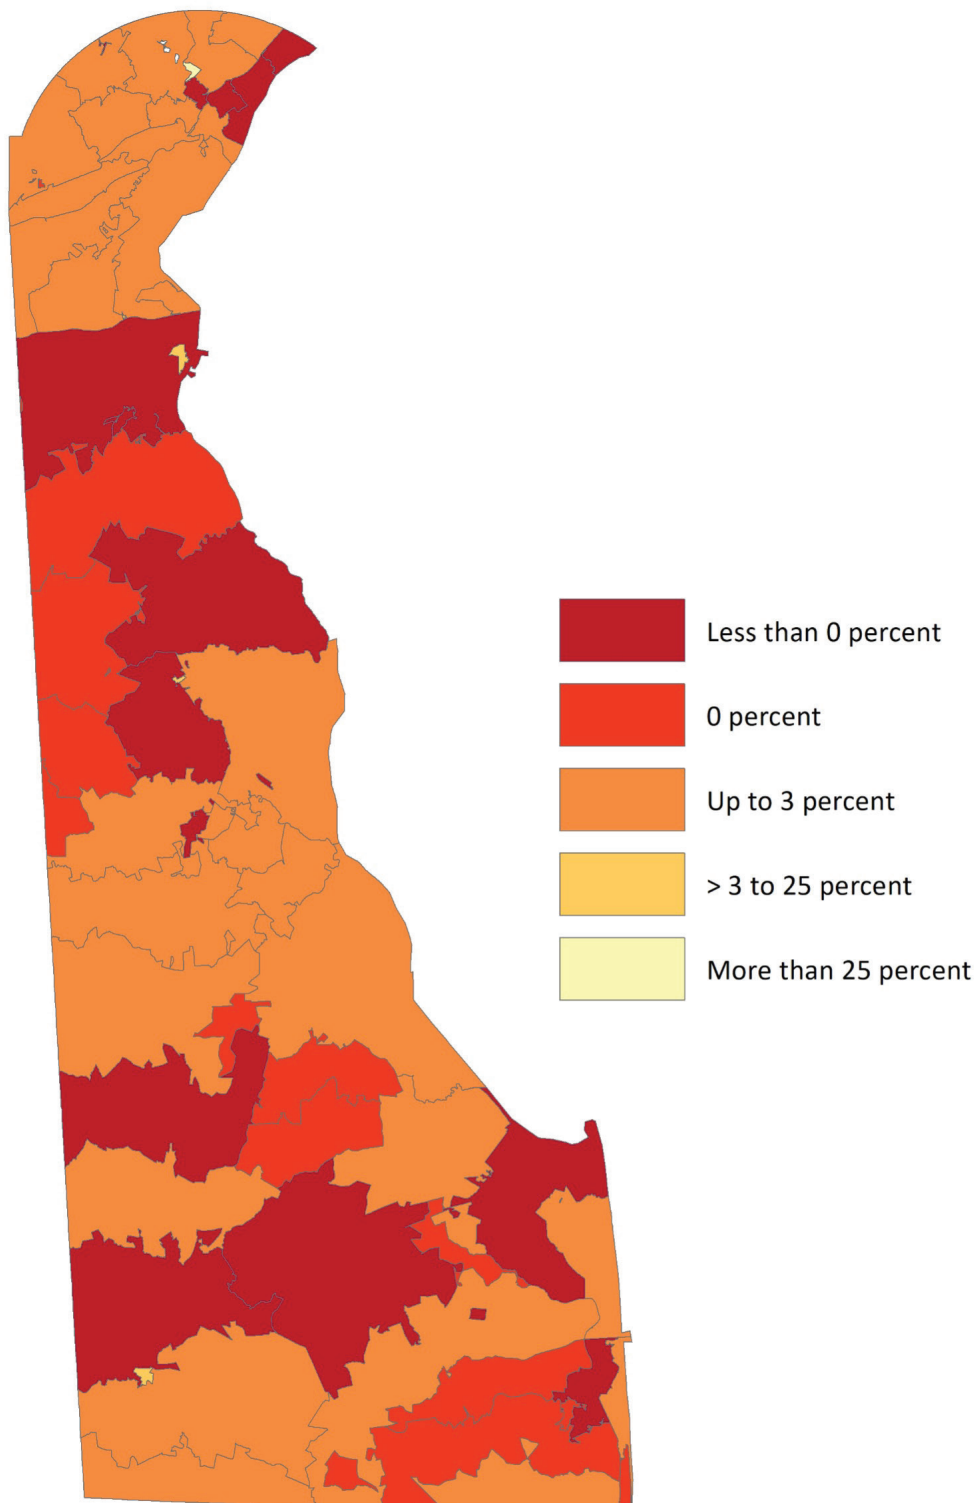 Less than 0 percent
0 percent
Up to 3 percent
> 3 to 25 percent
More than 25 percent